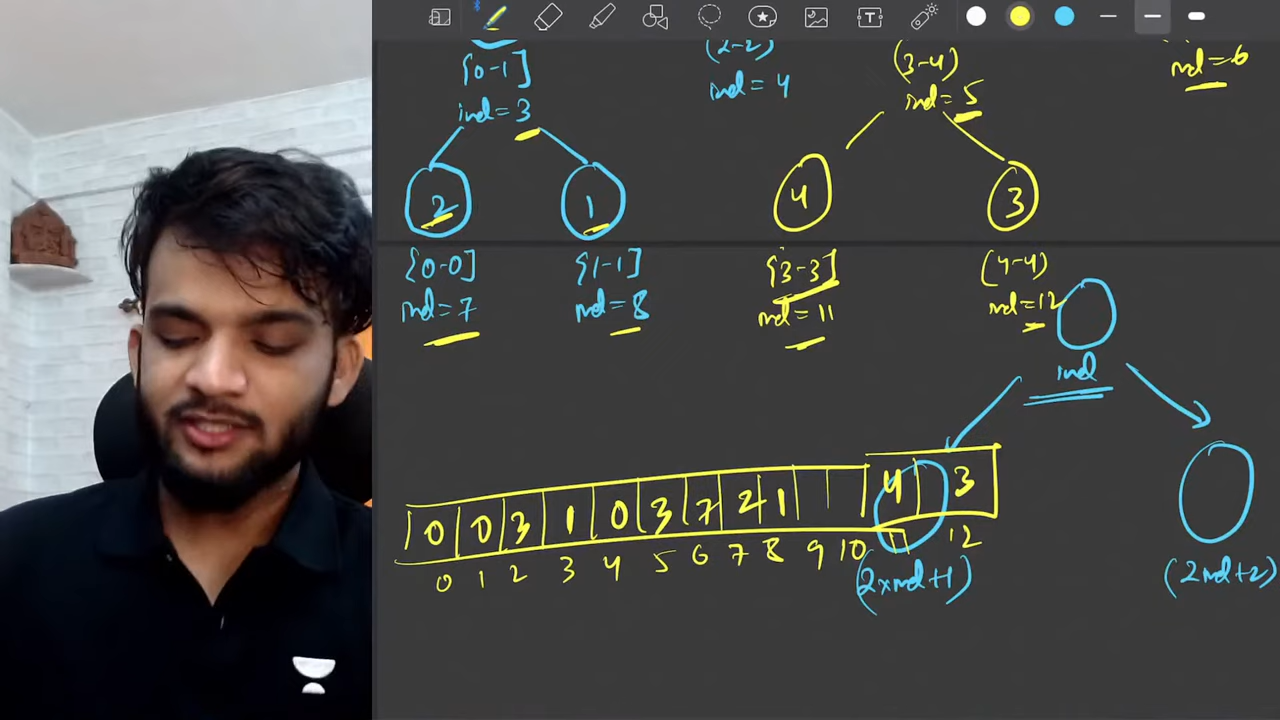 [0-1]
ind = 3
(2-2)
ind = 4
(3-4)
ind = 5
ind = 6
2
1
4
3
[0-0]
ind = 7
[1-1]
ind = 8
[3-3]
ind = 11
(4-4)
ind = 12
ind
0 0 3 1 0 3 7 2 1 4 3
0 1 2 3 4 5 6 7 8 9 10 11 12
(2×ind+1)
(2ind+2)